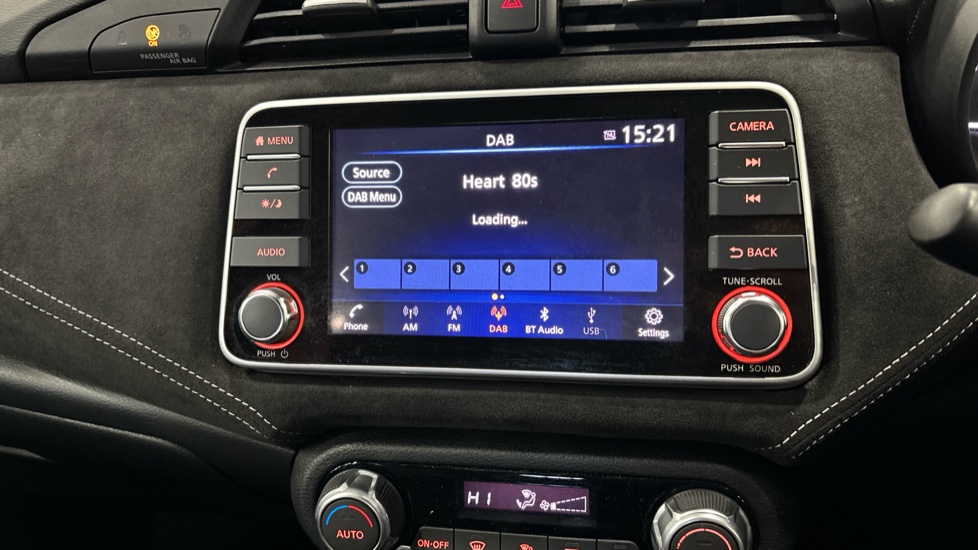 ON
PASSENGER
AIR BAG
DAB
15:21
MENU
CAMERA
Source
Heart 80s
DAB Menu
Loading...
AUDIO
BACK
VOL
TUNE·SCROLL
1 2 3 4 5 6
Phone AM FM DAB BT Audio USB Settings
PUSH
PUSH SOUND
HI
AUTO
ON·OFF